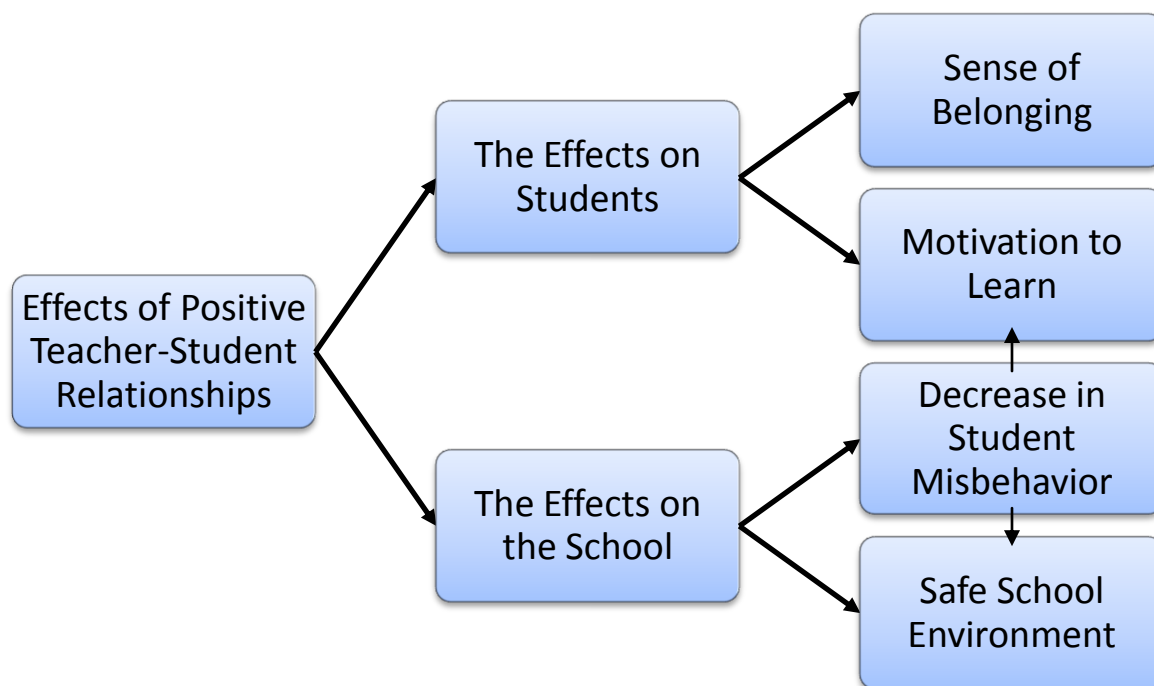 Effects of Positive
Teacher-Student
Relationships
The Effects on
Students
The Effects on
the School
Sense of
Belonging
Motivation to
Learn
Decrease in
Student
Misbehavior
Safe School
Environment